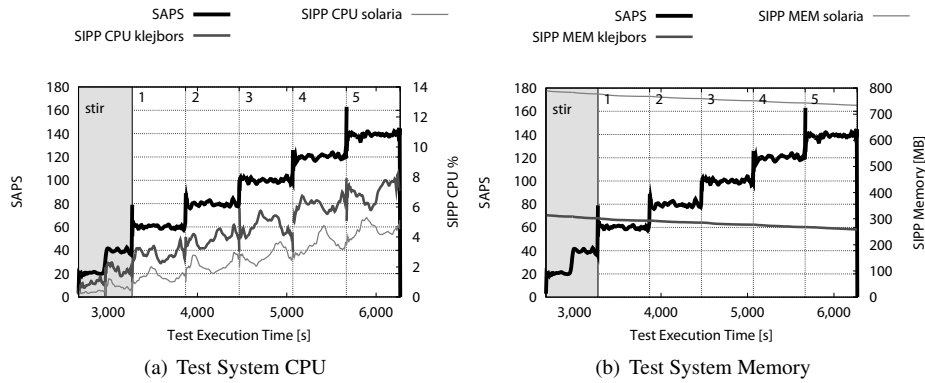 SAPS
SIPP CPU klejbors
SIPP CPU solaria
SAPS
180
160
140
120
100
80
60
40
20
0
stir
1
2
3
4
5
14
12
10
8
6
4
2
0
SIPP CPU %
3,000 4,000 5,000 6,000
Test Execution Time [s]
(a) Test System CPU
SAPS
SIPP MEM klejbors
SIPP MEM solaria
SAPS
180
160
140
120
100
80
60
40
20
0
stir
1
2
3
4
5
800
700
600
500
400
300
200
100
0
SIPP Memory [MB]
3,000 4,000 5,000 6,000
Test Execution Time [s]
(b) Test System Memory